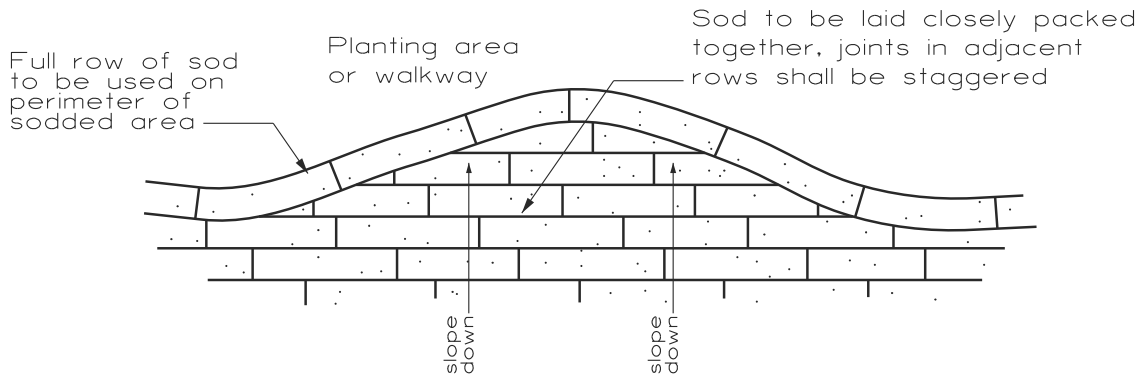 Full row of sod
to be used on
perimeter of
sodded area
Planting area
or walkway
Sod to be laid closely packed
together, joints in adjacent
rows shall be staggered
slope
down
slope
down